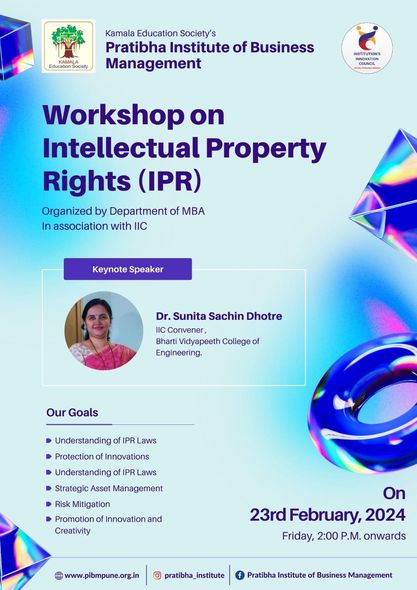 KAMALA
Education Society
Kamala Education Society's
Pratibha Institute of Business
Management
INSTITUTION'S
INNOVATION
COUNCIL
Workshop on
Intellectual Property
Rights (IPR)
Organized by Department of MBA
In association with IIC
Keynote Speaker
Dr. Sunita Sachin Dhotre
IIC Convener ,
Bharti Vidyapeeth College of
Engineering.
Our Goals
Understanding of IPR Laws
Protection of Innovations
Understanding of IPR Laws
Strategic Asset Management
Risk Mitigation
Promotion of Innovation and
Creativity
On
23rd February, 2024
Friday, 2:00 P.M. onwards
www.pibmpune.org.in
pratibha_institute
Pratibha Institute of Business Management